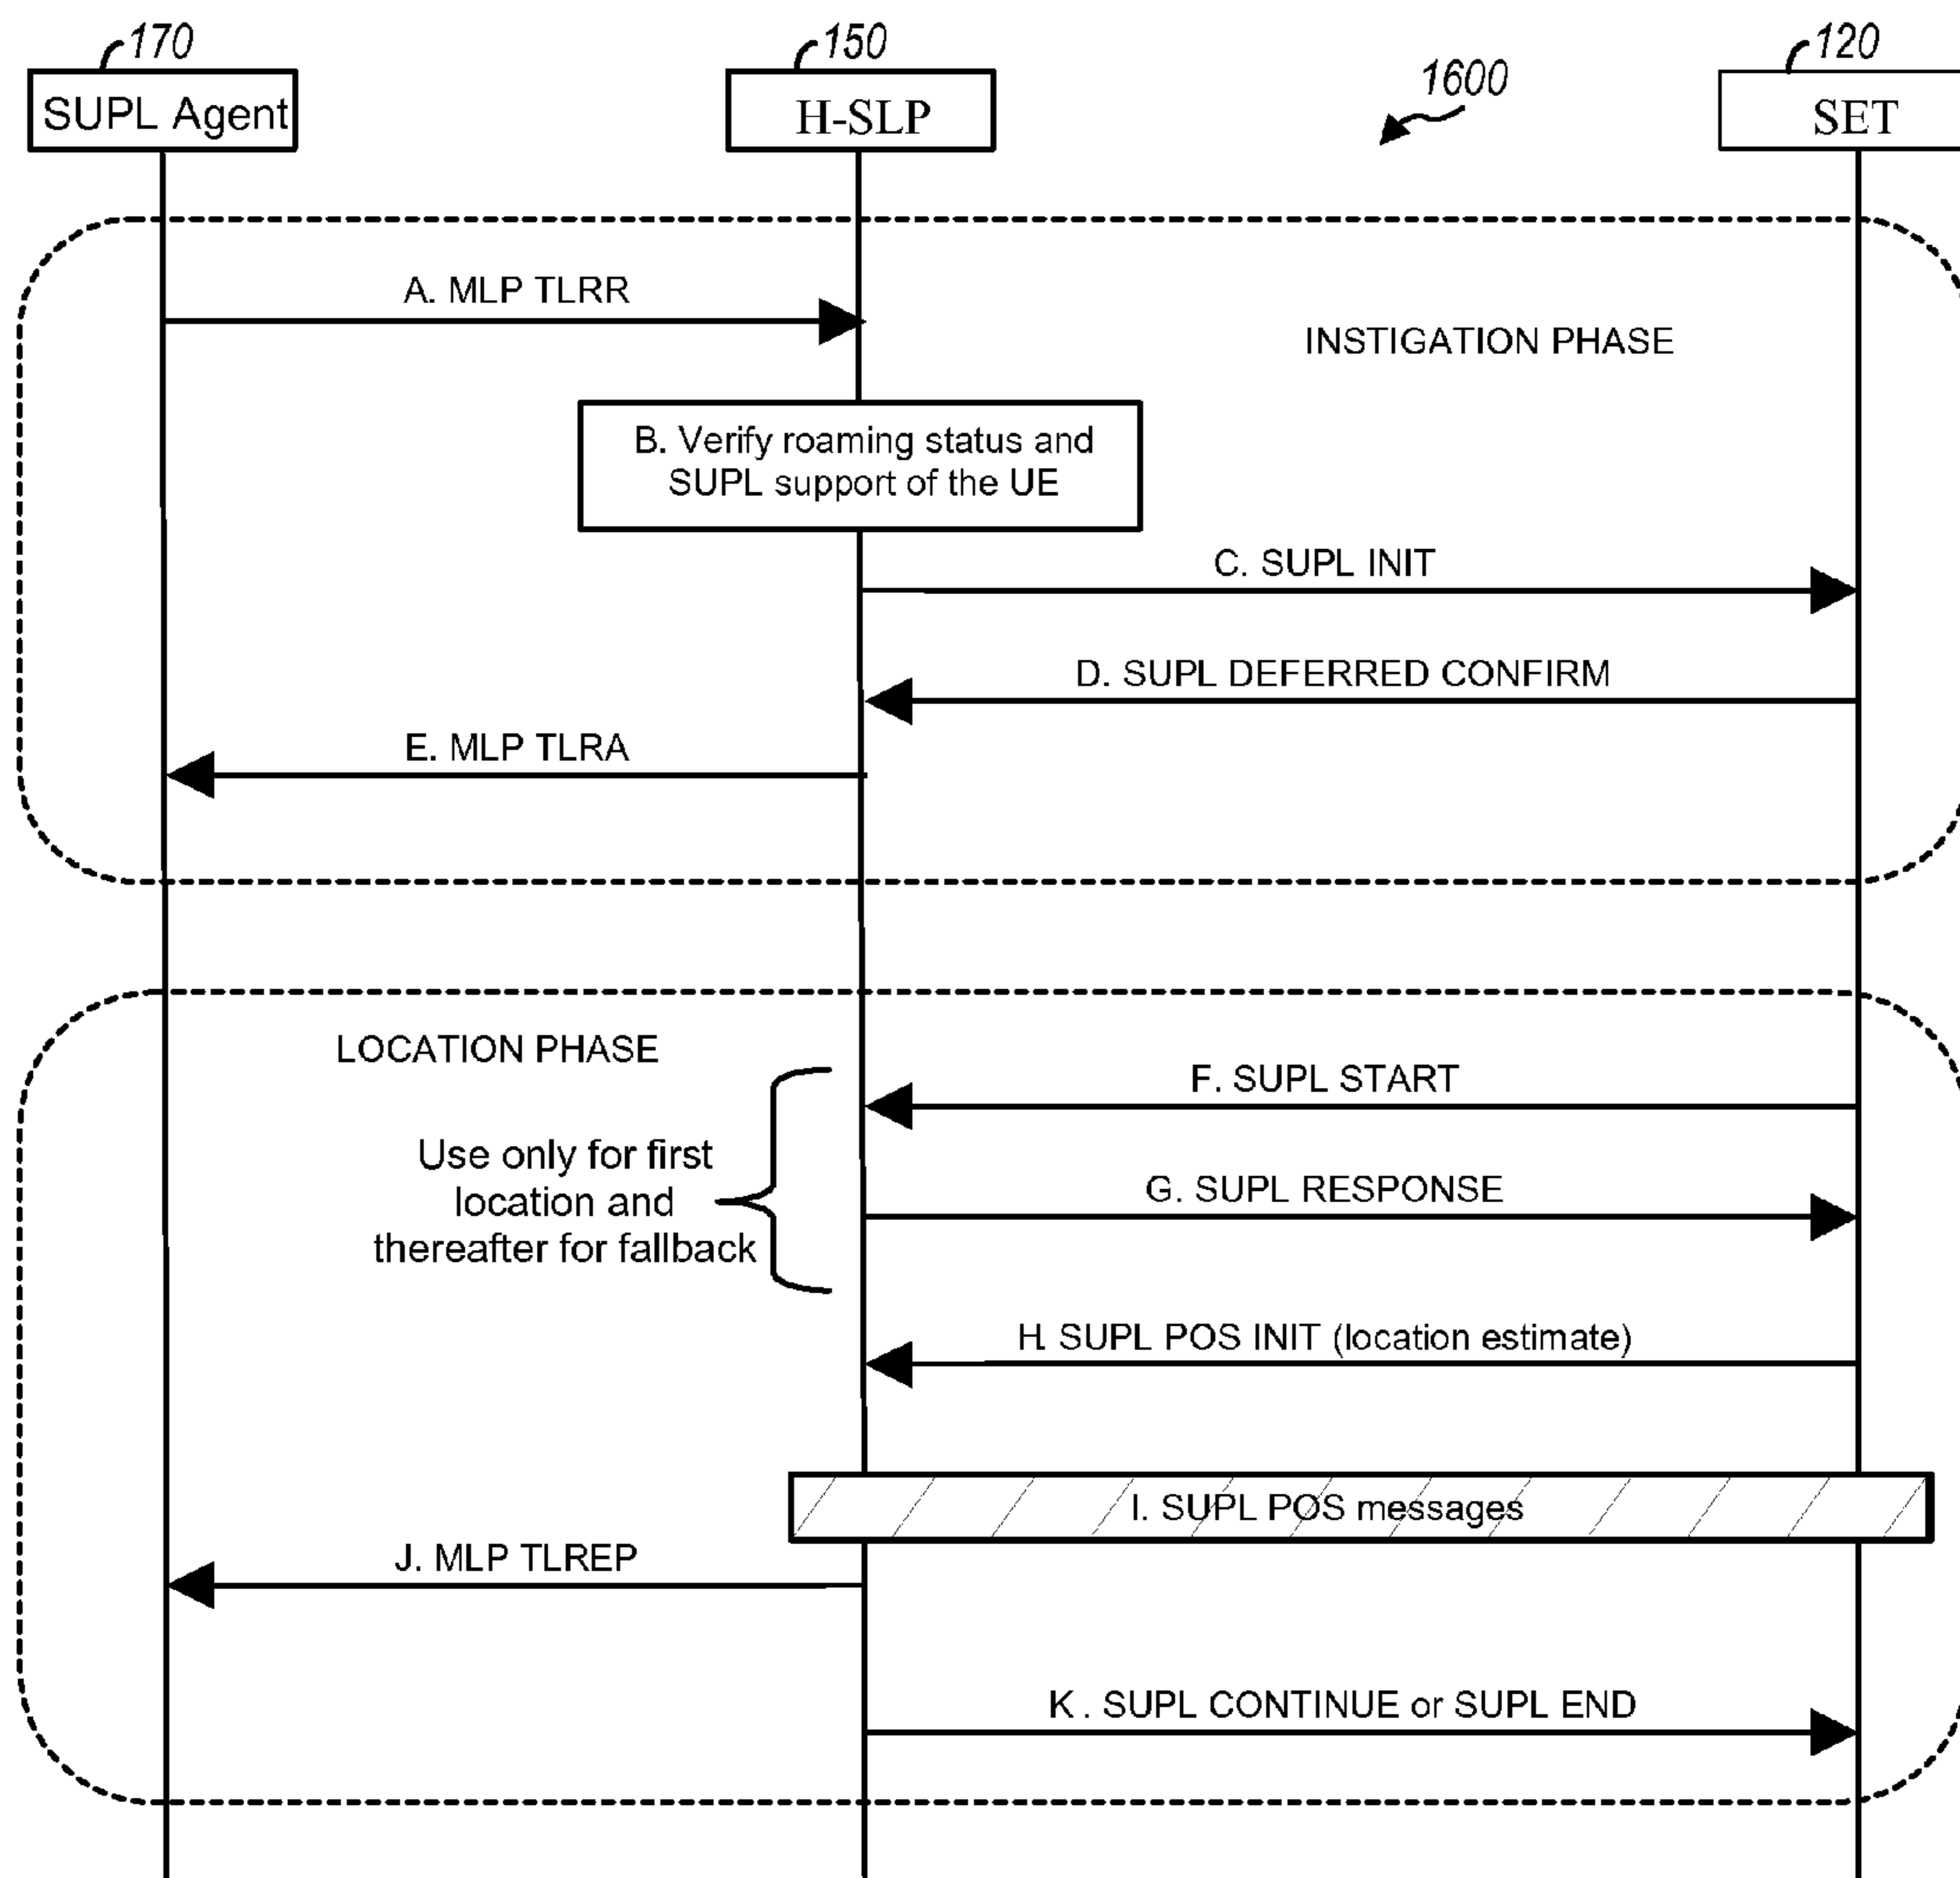 170
150
120
1600
SUPL Agent
H-SLP
SET
A. MLP TLRR
INSTIGATION PHASE
B. Verify roaming status and
SUPL support of the UE
C. SUPL INIT
D. SUPL DEFERRED CONFIRM
E. MLP TLRA
LOCATION PHASE
F. SUPL START
Use only for first
location and
thereafter for fallback
G. SUPL RESPONSE
H. SUPL POS INIT (location estimate)
I. SUPL POS messages
J. MLP TLREP
K . SUPL CONTINUE or SUPL END